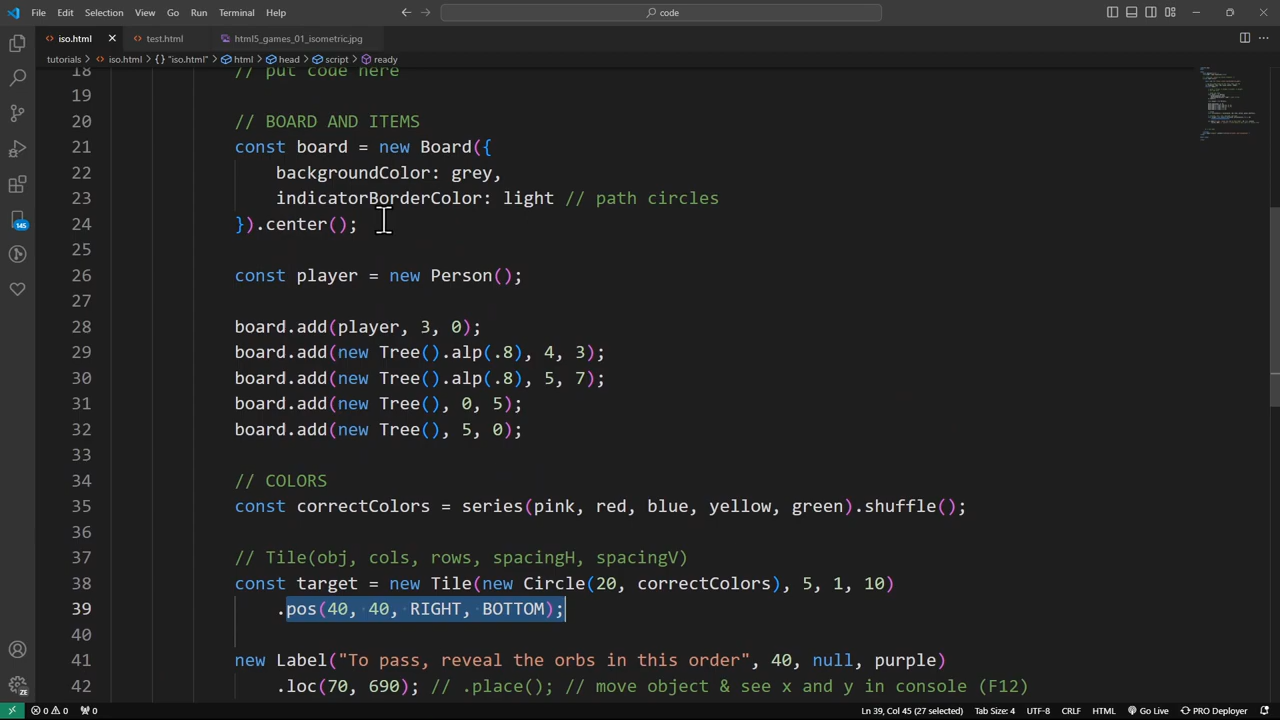 File Edit Selection View Go Run Terminal Help
code
iso.html
test.html
html5_games_01_isometric.jpg
tutorials > iso.html > "iso.html" > html > head > script > ready
18 // put code here
19
20 // BOARD AND ITEMS
21 const board = new Board({
22 backgroundColor: grey,
23 indicatorBorderColor: light // path circles
24 }).center();
25
26 const player = new Person();
27
28 board.add(player, 3, 0);
29 board.add(new Tree().alp(.8), 4, 3);
30 board.add(new Tree().alp(.8), 5, 7);
31 board.add(new Tree(), 0, 5);
32 board.add(new Tree(), 5, 0);
33
34 // COLORS
35 const correctColors = series(pink, red, blue, yellow, green).shuffle();
36
37 // Tile(obj, cols, rows, spacingH, spacingV)
38 const target = new Tile(new Circle(20, correctColors), 5, 1, 10)
39 .pos(40, 40, RIGHT, BOTTOM);
40
41 new Label("To pass, reveal the orbs in this order", 40, null, purple)
42 .loc(70, 690); // .place(); // move object & see x and y in console (F12)
145
ZE
0 0 0 Ln 39, Col 45 (27 selected) Tab Size: 4 UTF-8 CRLF HTML Go Live PRO Deployer